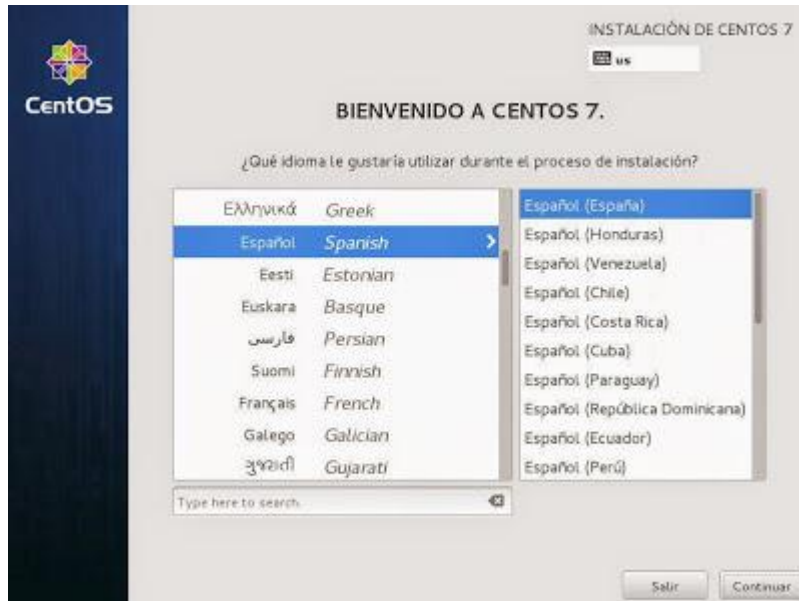 INSTALACIÓN DE CENTOS 7
us
CentOS
BIENVENIDO A CENTOS 7.
¿Qué idioma le gustaría utilizar durante el proceso de instalación?
Ελληνικά Greek
Español Spanish
Eesti Estonian
Euskara Basque
فارسی Persian
Suomi Finnish
Français French
Galego Galician
ગુજરાતી Gujarati
Type here to search.
Español (España)
Español (Honduras)
Español (Venezuela)
Español (Chile)
Español (Costa Rica)
Español (Cuba)
Español (Paraguay)
Español (República Dominicana)
Español (Ecuador)
Español (Perú)
Salir
Continuar